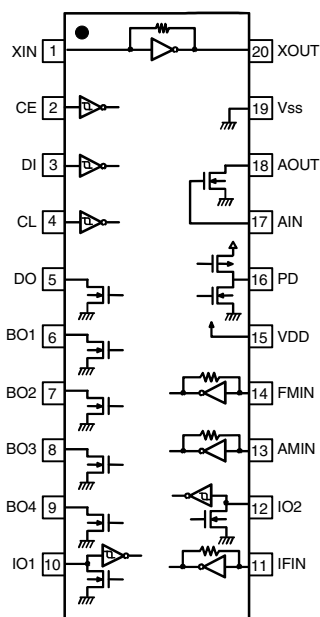 XIN 1 20 XOUT
CE 2 19 Vss
DI 3 18 AOUT
CL 4 17 AIN
DO 5 16 PD
BO1 6 15 VDD
BO2 7 14 FMIN
BO3 8 13 AMIN
BO4 9 12 IO2
IO1 10 11 IFIN